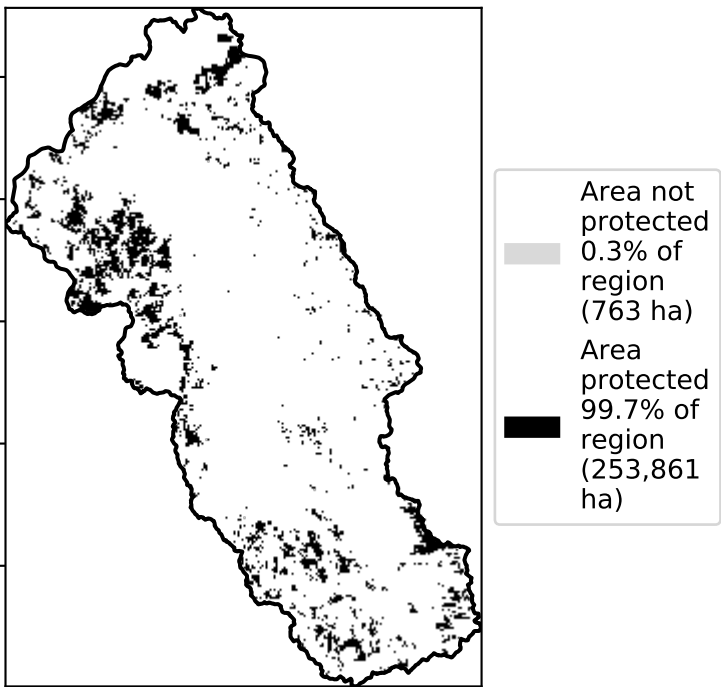 Area not
protected
0.3% of
region
(763 ha)
Area
protected
99.7% of
region
(253,861
ha)